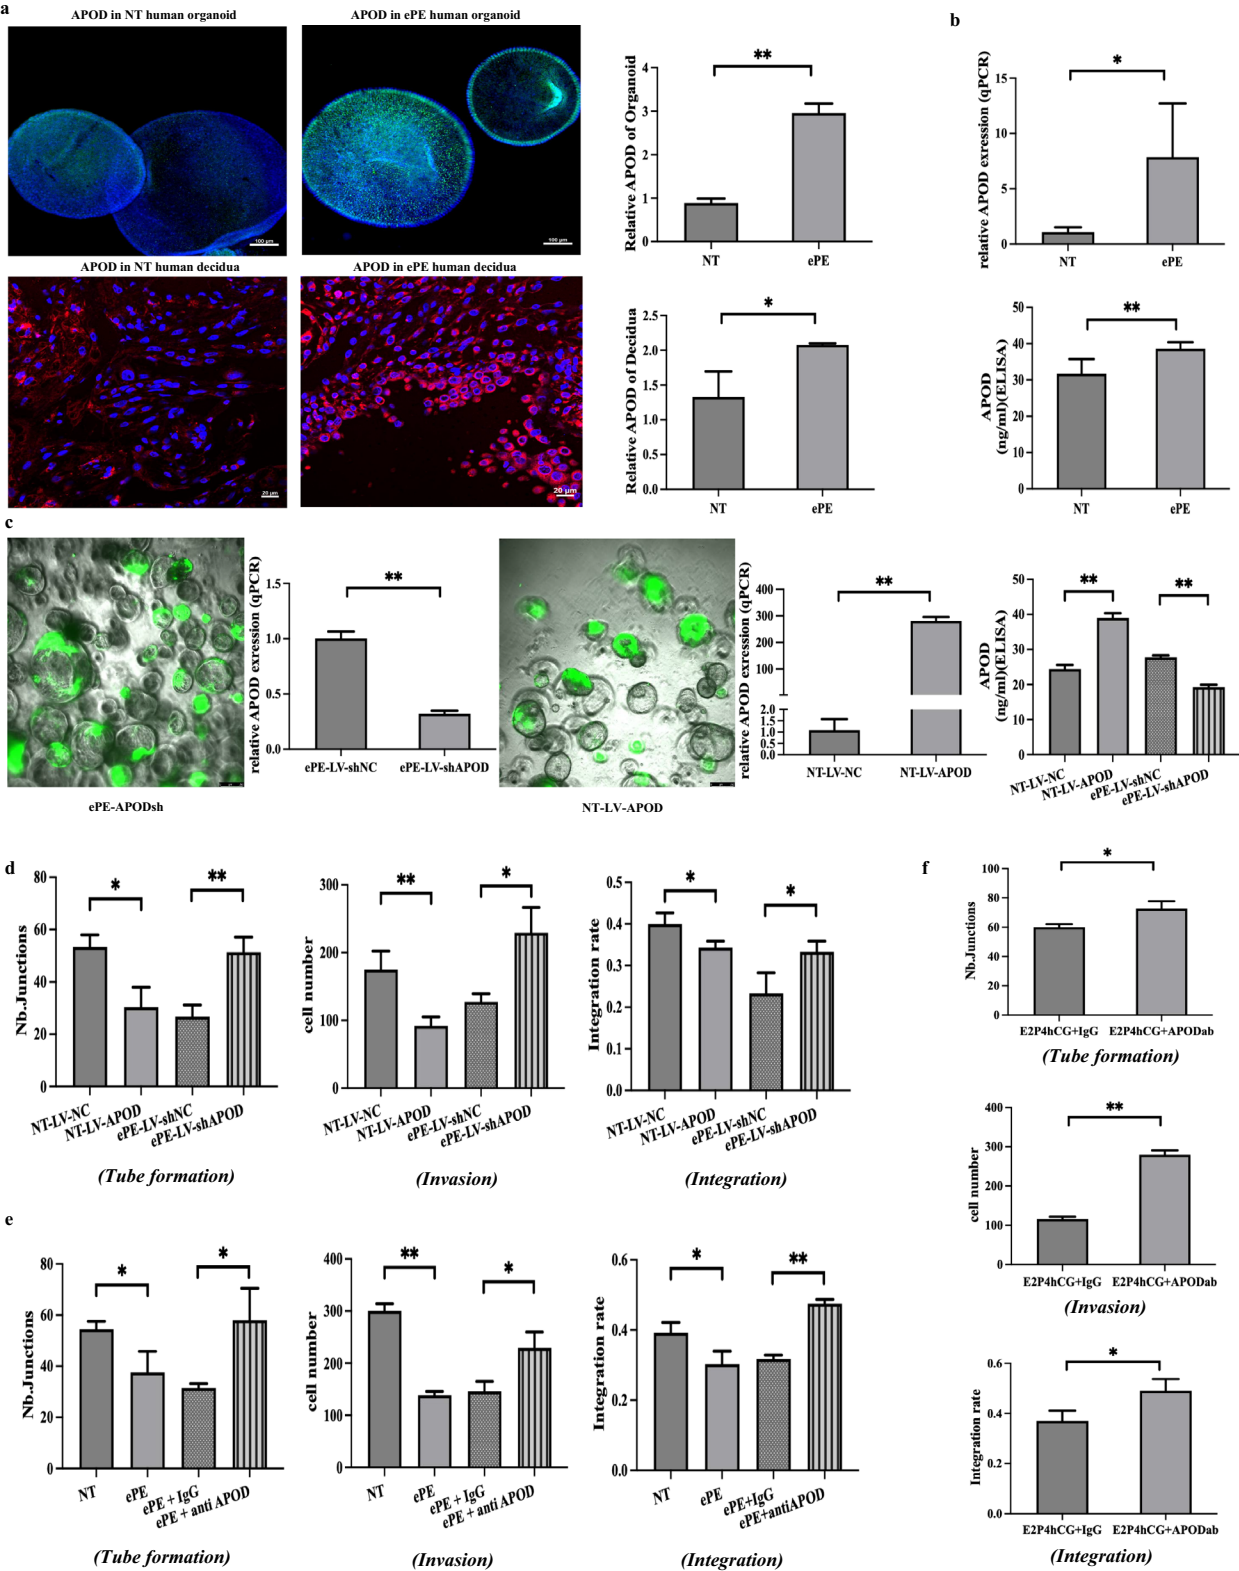 a
APOD in NT human organoid
APOD in ePE human organoid
100 μm
100 μm
APOD in NT human decidua
APOD in ePE human decidua
20 μm
20 μm
Relative APOD of Organoid
4
3
2
1
0
**
NT
ePE
Relative APOD of Decidua
2.5
2.0
1.5
1.0
0.5
0.0
*
NT
ePE
b
relative APOD exression (qPCR)
15
10
5
0
*
NT
ePE
APOD
(ng/ml)(ELISA)
50
40
30
20
10
0
**
NT
ePE
c
ePE-APODsh
relative APOD exression (qPCR)
1.5
1.0
0.5
0.0
**
ePE-LV-shNC
ePE-LV-shAPOD
NT-LV-APOD
relative APOD exression (qPCR)
400
300
200
100
2.0
1.5
1.0
0.5
0.0
**
NT-LV-NC
NT-LV-APOD
APOD
(ng/ml)(ELISA)
50
40
30
20
10
0
**
**
NT-LV-NC
NT-LV-APOD
ePE-LV-shNC
ePE-LV-shAPOD
d
Nb.Junctions
80
60
40
20
0
*
**
NT-LV-NC
NT-LV-APOD
ePE-LV-shNC
ePE-LV-shAPOD
(Tube formation)
cell number
300
200
100
0
**
*
NT-LV-NC
NT-LV-APOD
ePE-LV-shNC
ePE-LV-shAPOD
(Invasion)
Integration rate
0.5
0.4
0.3
0.2
0.1
0.0
*
*
NT-LV-NC
NT-LV-APOD
ePE-LV-shNC
ePE-LV-shAPOD
(Integration)
e
Nb.Junctions
80
60
40
20
0
*
*
NT
ePE
ePE + IgG
ePE + anti APOD
(Tube formation)
cell number
400
300
200
100
0
**
*
NT
ePE
ePE + IgG
ePE + anti APOD
(Invasion)
Integration rate
0.6
0.4
0.2
0.0
*
**
NT
ePE
ePE+IgG
ePE+antiAPOD
(Integration)
f
Nb.Junctions
100
80
60
40
20
0
*
E2P4hCG+IgG
E2P4hCG+APODab
(Tube formation)
cell number
400
300
200
100
0
**
E2P4hCG+IgG
E2P4hCG+APODab
(Invasion)
Integration rate
0.6
0.4
0.2
0.0
*
E2P4hCG+IgG
E2P4hCG+APODab
(Integration)